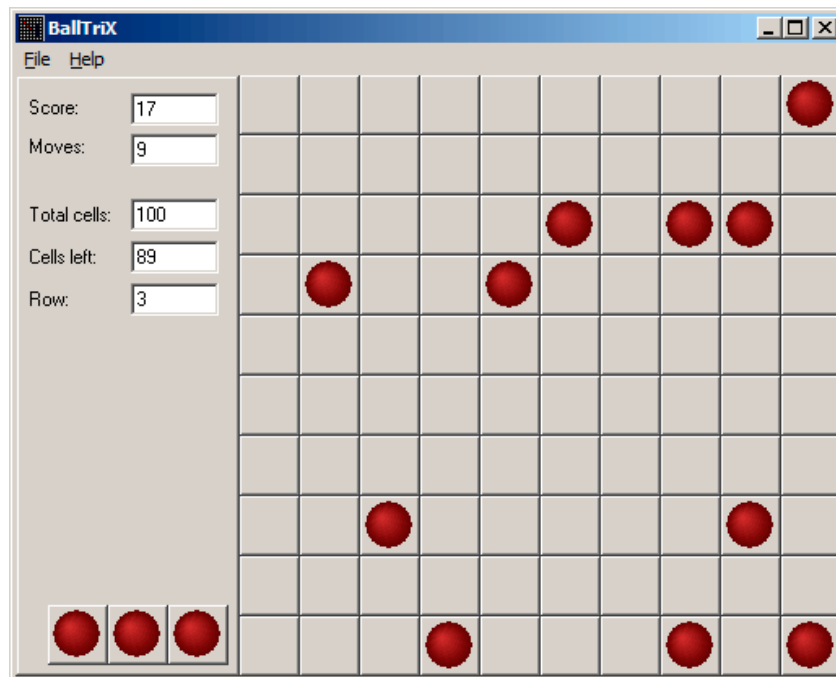 BallTriX
File Help
Score: 17
Moves: 9
Total cells: 100
Cells left: 89
Row: 3